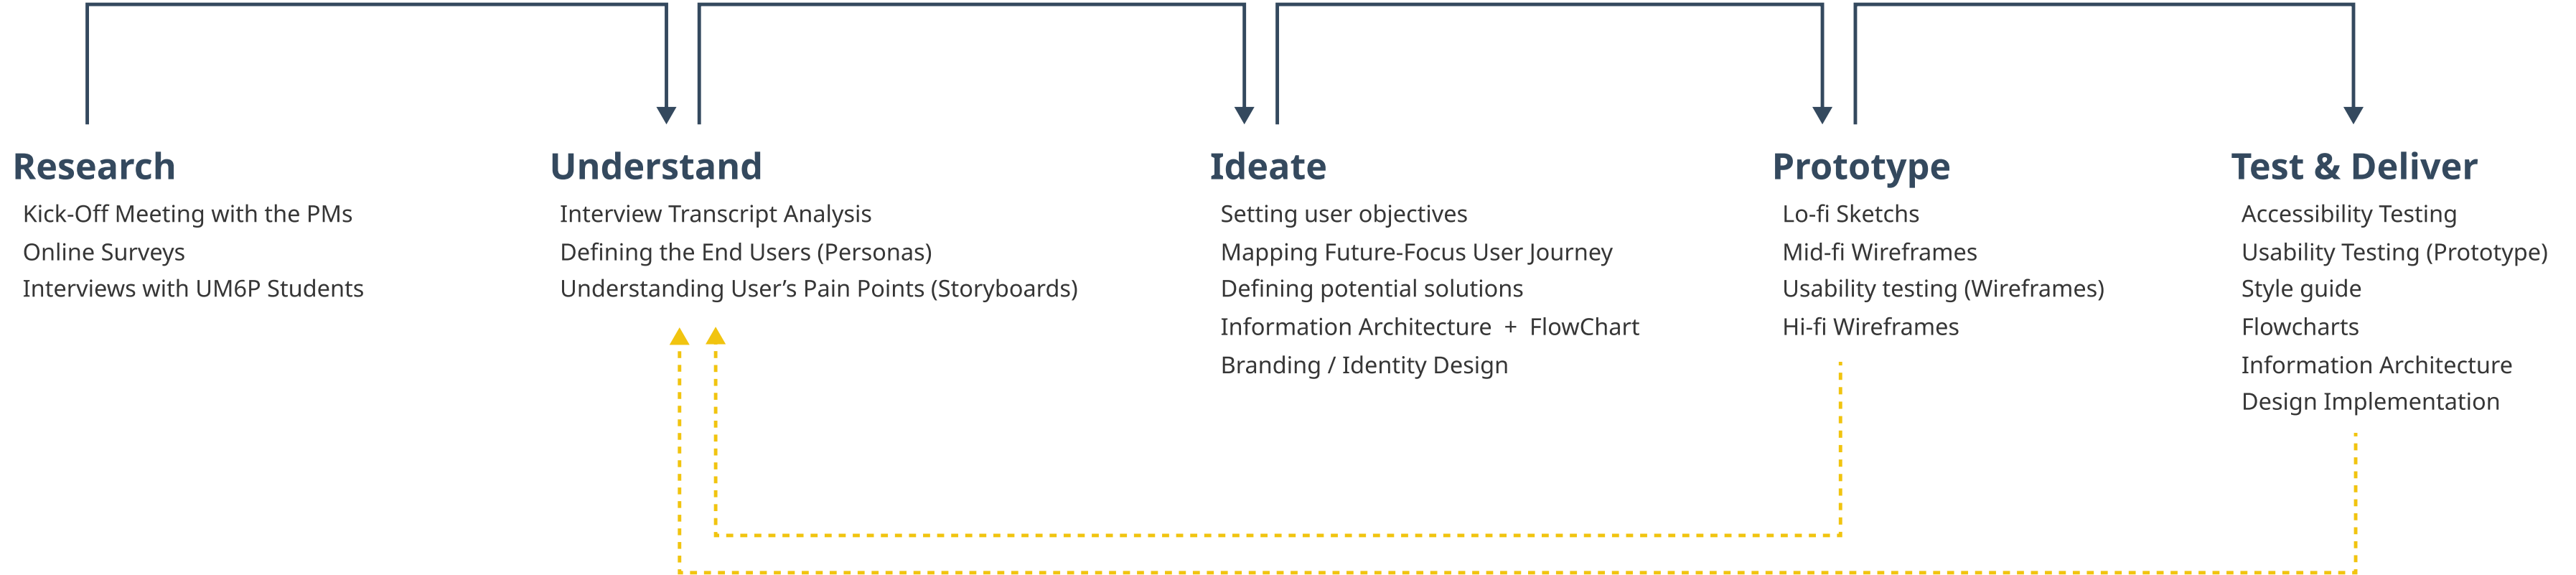 Research
Kick-Off Meeting with the PMs
Online Surveys
Interviews with UM6P Students
Understand
Interview Transcript Analysis
Defining the End Users (Personas)
Understanding User’s Pain Points (Storyboards)
Ideate
Setting user objectives
Mapping Future-Focus User Journey
Defining potential solutions
Information Architecture + FlowChart
Branding / Identity Design
Prototype
Lo-fi Sketchs
Mid-fi Wireframes
Usability testing (Wireframes)
Hi-fi Wireframes
Test & Deliver
Accessibility Testing
Usability Testing (Prototype)
Style guide
Flowcharts
Information Architecture
Design Implementation